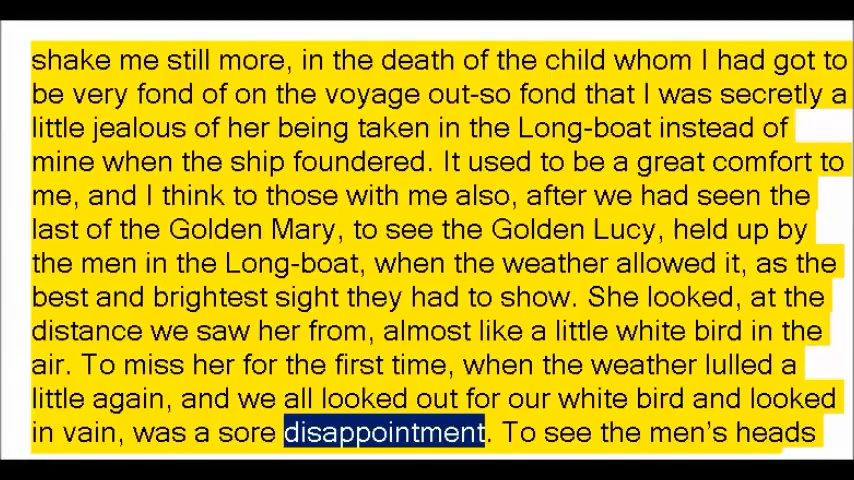 shake me still more, in the death of the child whom I had got to
be very fond of on the voyage out-so fond that I was secretly a
little jealous of her being taken in the Long-boat instead of
mine when the ship foundered. It used to be a great comfort to
me, and I think to those with me also, after we had seen the
last of the Golden Mary, to see the Golden Lucy, held up by
the men in the Long-boat, when the weather allowed it, as the
best and brightest sight they had to show. She looked, at the
distance we saw her from, almost like a little white bird in the
air. To miss her for the first time, when the weather lulled a
little again, and we all looked out for our white bird and looked
in vain, was a sore disappointment. To see the men’s heads